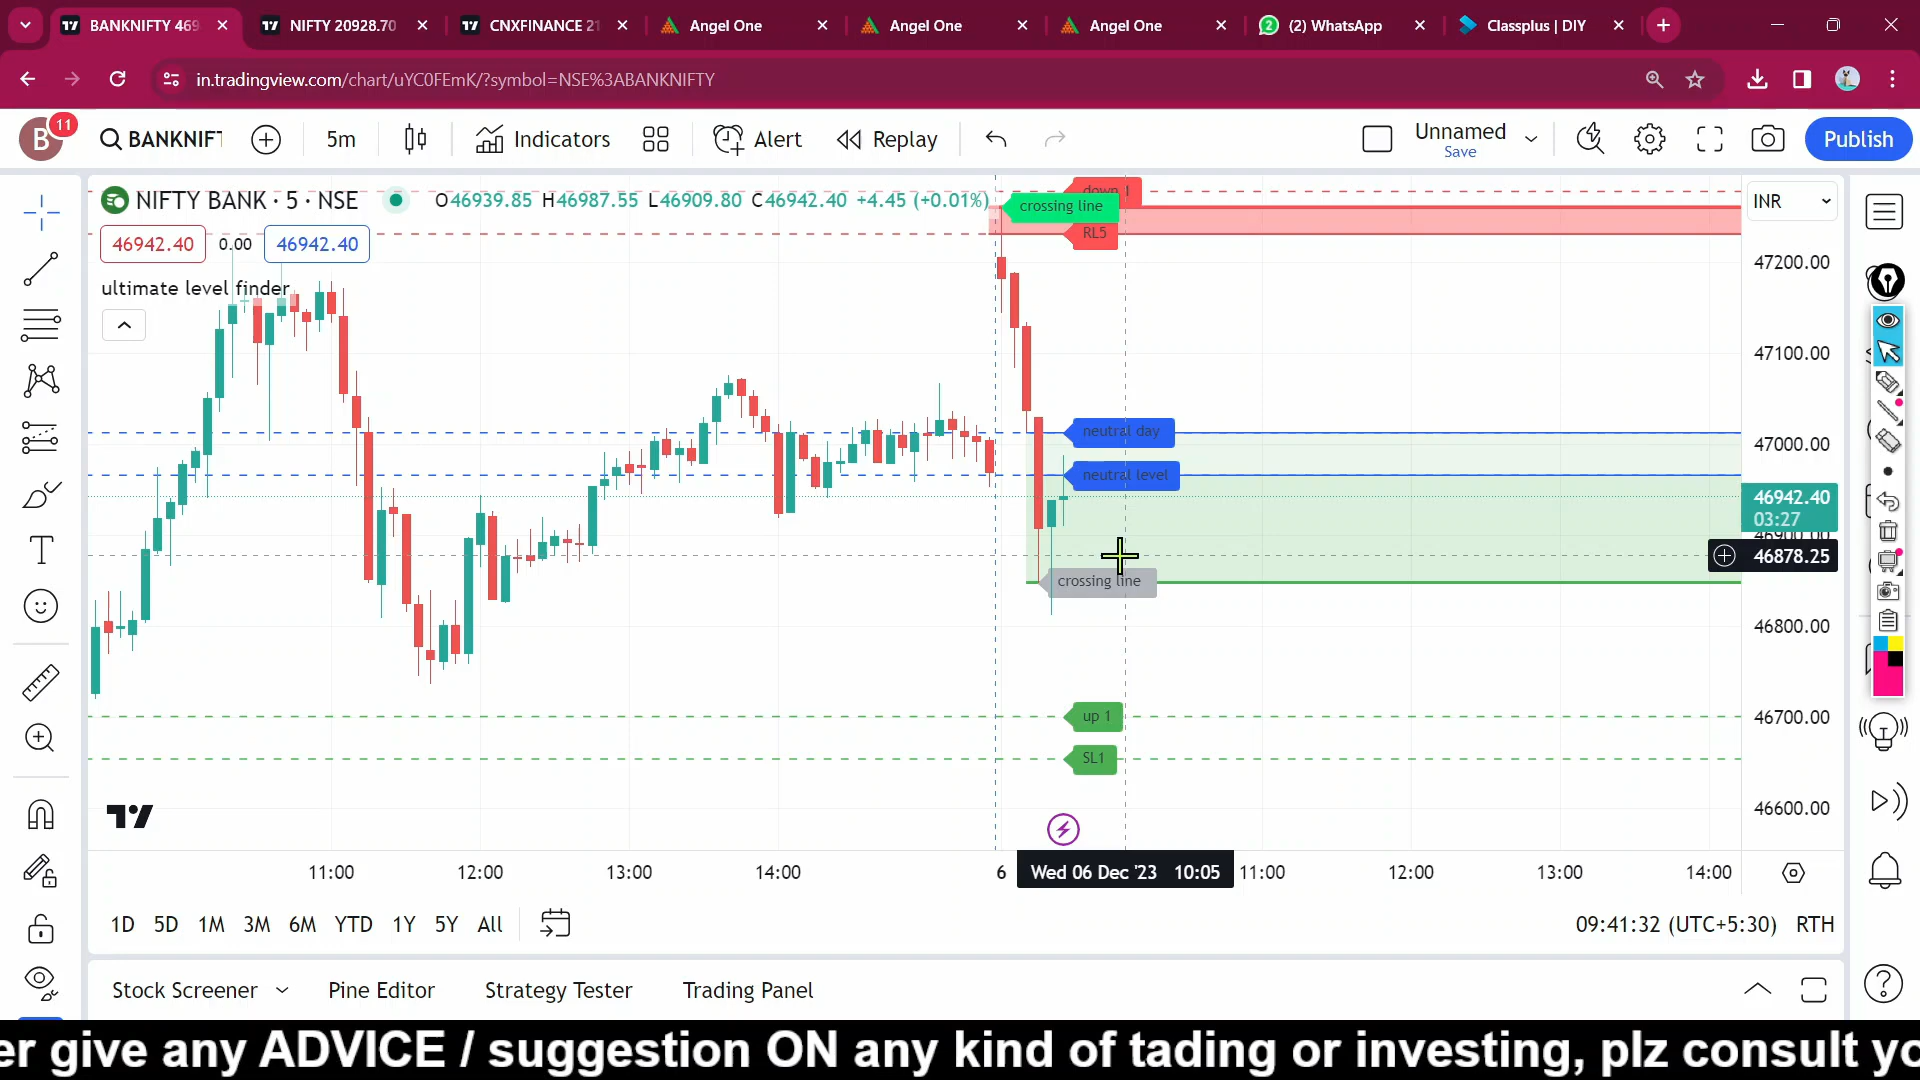 BANKNIFTY 469
NIFTY 20928.70
CNXFINANCE 21
Angel One
Angel One
Angel One
(2) WhatsApp
Classplus | DIY
in.tradingview.com/chart/uYC0FEmK/?symbol=NSE%3ABANKNIFTY
B
11
BANKNIFT
5m
Indicators
Alert
Replay
Unnamed
Save
Publish
NIFTY BANK · 5 · NSE
O46939.85 H46987.55 L46909.80 C46942.40 +4.45 (+0.01%)
46942.40
0.00
46942.40
ultimate level finder
down 1
crossing line
RL5
neutral day
neutral level
crossing line
up 1
SL1
INR
47200.00
47100.00
47000.00
46942.40
03:27
46900.00
46878.25
46800.00
46700.00
46600.00
11:00
12:00
13:00
14:00
6
Wed 06 Dec '23 10:05
11:00
12:00
13:00
14:00
1D 5D 1M 3M 6M YTD 1Y 5Y All
09:41:32 (UTC+5:30) RTH
Stock Screener
Pine Editor
Strategy Tester
Trading Panel
er give any ADVICE / suggestion ON any kind of tading or investing, plz consult yo